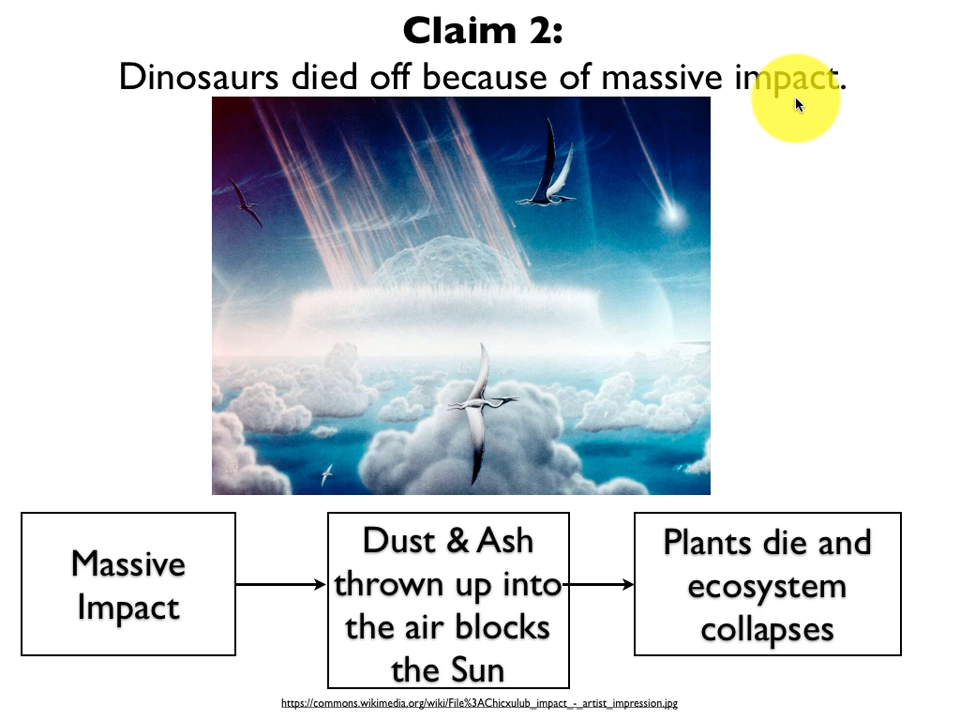 Claim 2:
Dinosaurs died off because of massive impact.
Massive
Impact
Dust & Ash
thrown up into
the air blocks
the Sun
Plants die and
ecosystem
collapses
https://commons.wikimedia.org/wiki/File%3AChicxulub_impact_-_artist_impression.jpg